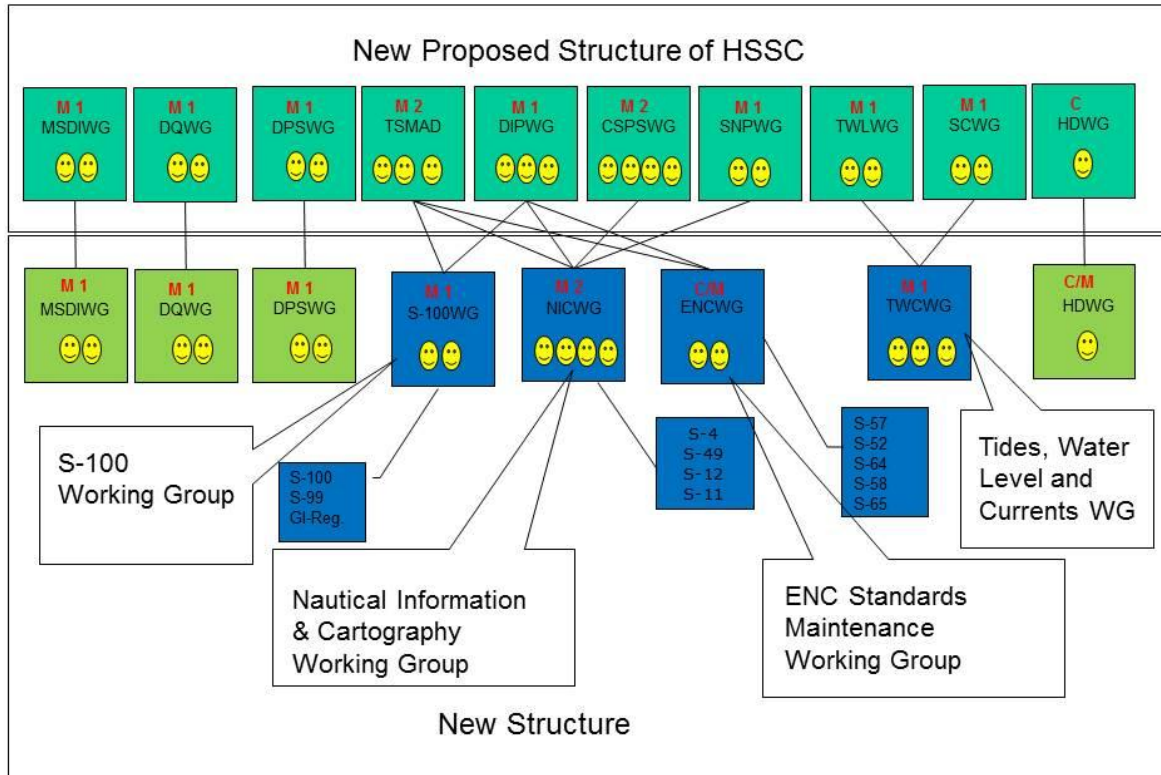 New Proposed Structure of HSSC
M 1
MSDIWG
M 1
DQWG
M 1
DPSWG
M 2
TSMAD
M 1
DIPWG
M 2
CSPSWG
M 1
SNPWG
M 1
TWLWG
M 1
SCWG
C
HDWG
M 1
MSDIWG
M 1
DQWG
M 1
DPSWG
M 1
S-100WG
M 2
NICWG
C/M
ENCWG
M 1
TWCWG
C/M
HDWG
S-100
Working Group
S-100
S-99
GI-Reg.
S-4
S-49
S-12
S-11
S-57
S-52
S-64
S-58
S-65
Tides, Water
Level and
Currents WG
Nautical Information
& Cartography
Working Group
ENC Standards
Maintenance
Working Group
New Structure